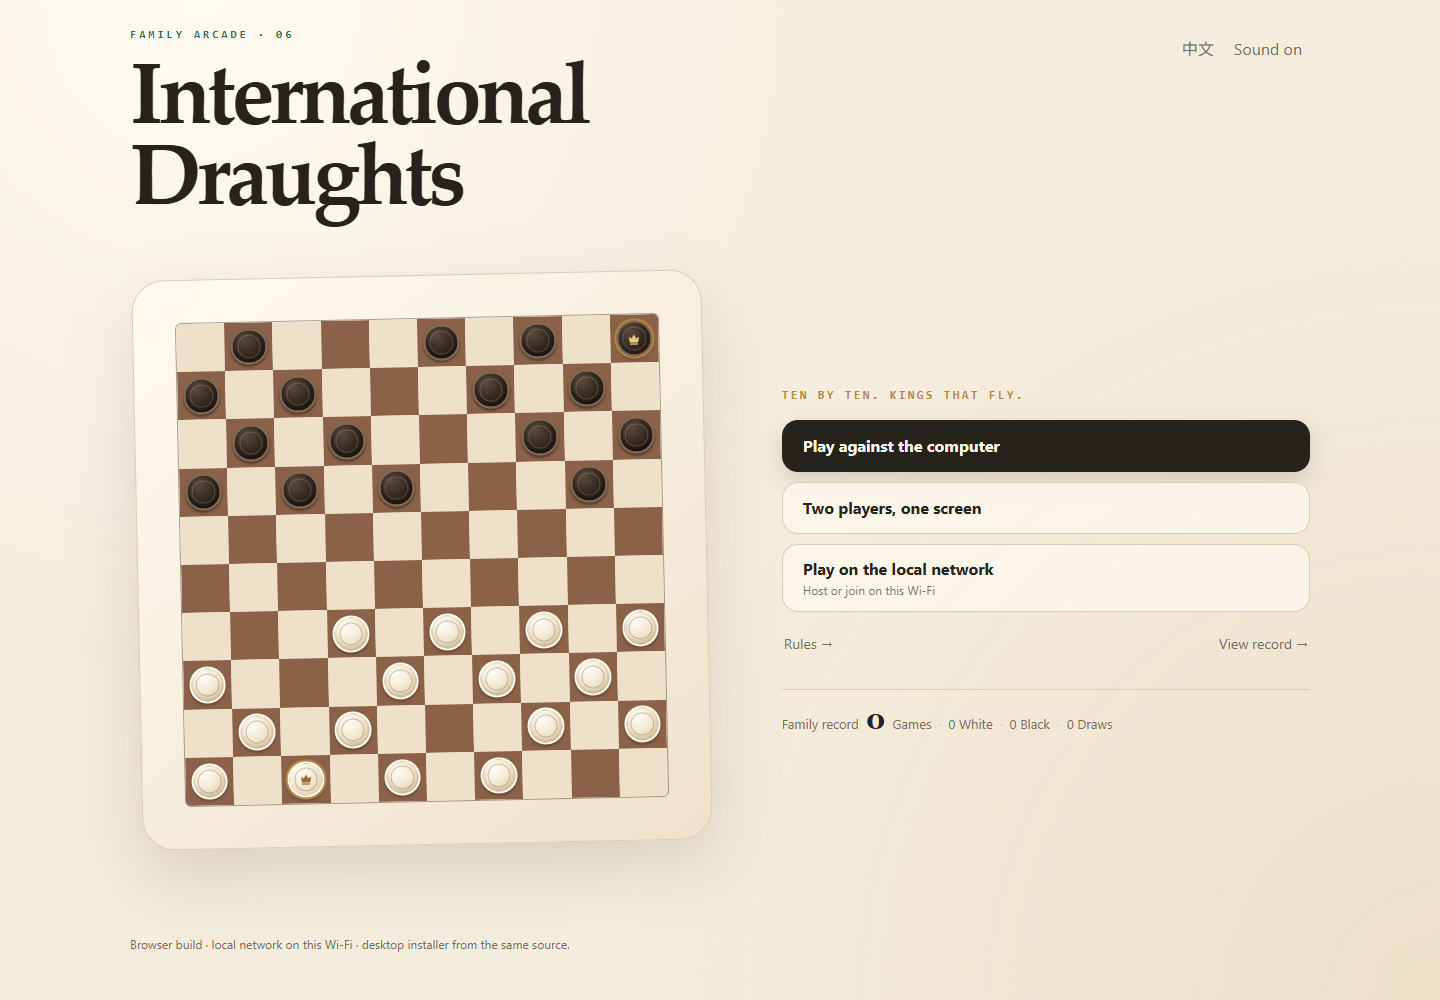 FAMILY ARCADE · 06
中文 Sound on
International
Draughts
TEN BY TEN. KINGS THAT FLY.
Play against the computer
Two players, one screen
Play on the local network
Host or join on this Wi-Fi
Rules → View record →
Family record 0 Games · 0 White · 0 Black · 0 Draws
Browser build · local network on this Wi-Fi · desktop installer from the same source.